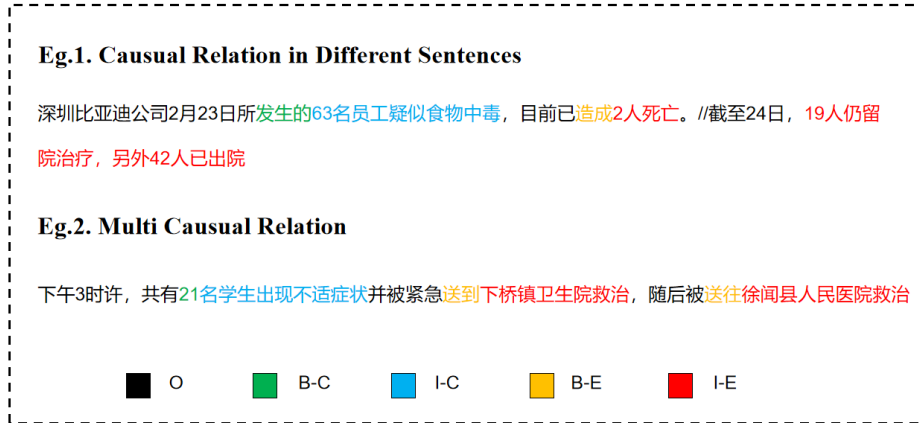 Eg.1. Causual Relation in Different Sentences
深圳比亚迪公司2月23日所发生的63名员工疑似食物中毒，目前已造成2人死亡。//截至24日，19人仍留
院治疗，另外42人已出院
Eg.2. Multi Causual Relation
下午3时许，共有21名学生出现不适症状并被紧急送到下桥镇卫生院救治，随后被送往徐闻县人民医院救治
O B-C I-C B-E I-E